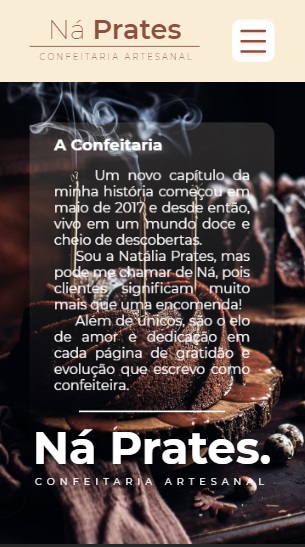 Ná Prates
CONFEITARIA ARTESANAL
A Confeitaria
Um novo capítulo da
minha história começou em
maio de 2017 e desde então,
vivo em um mundo doce e
cheio de descobertas.
Sou a Natália Prates, mas
pode me chamar de Ná, pois
clientes significam muito
mais que uma encomenda!
Além de únicos, são o elo
de amor e dedicação em
cada página de gratidão e
evolução que escrevo como
confeiteira.
Ná Prates.
CONFEITARIA ARTESANAL